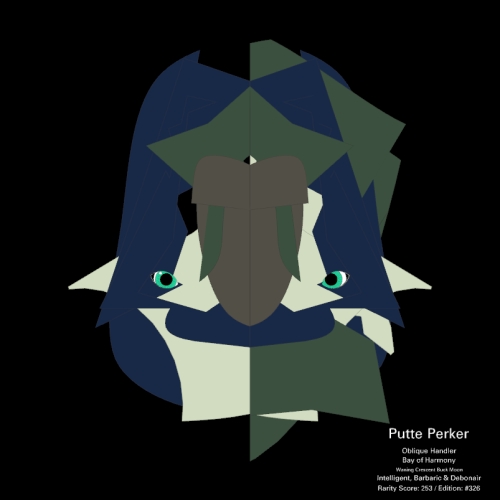 Putte Perker
Oblique Handler
Bay of Harmony
Waning Crescent Buck Moon
Intelligent, Barbaric & Debonair
Rarity Score: 253 / Edition: #326